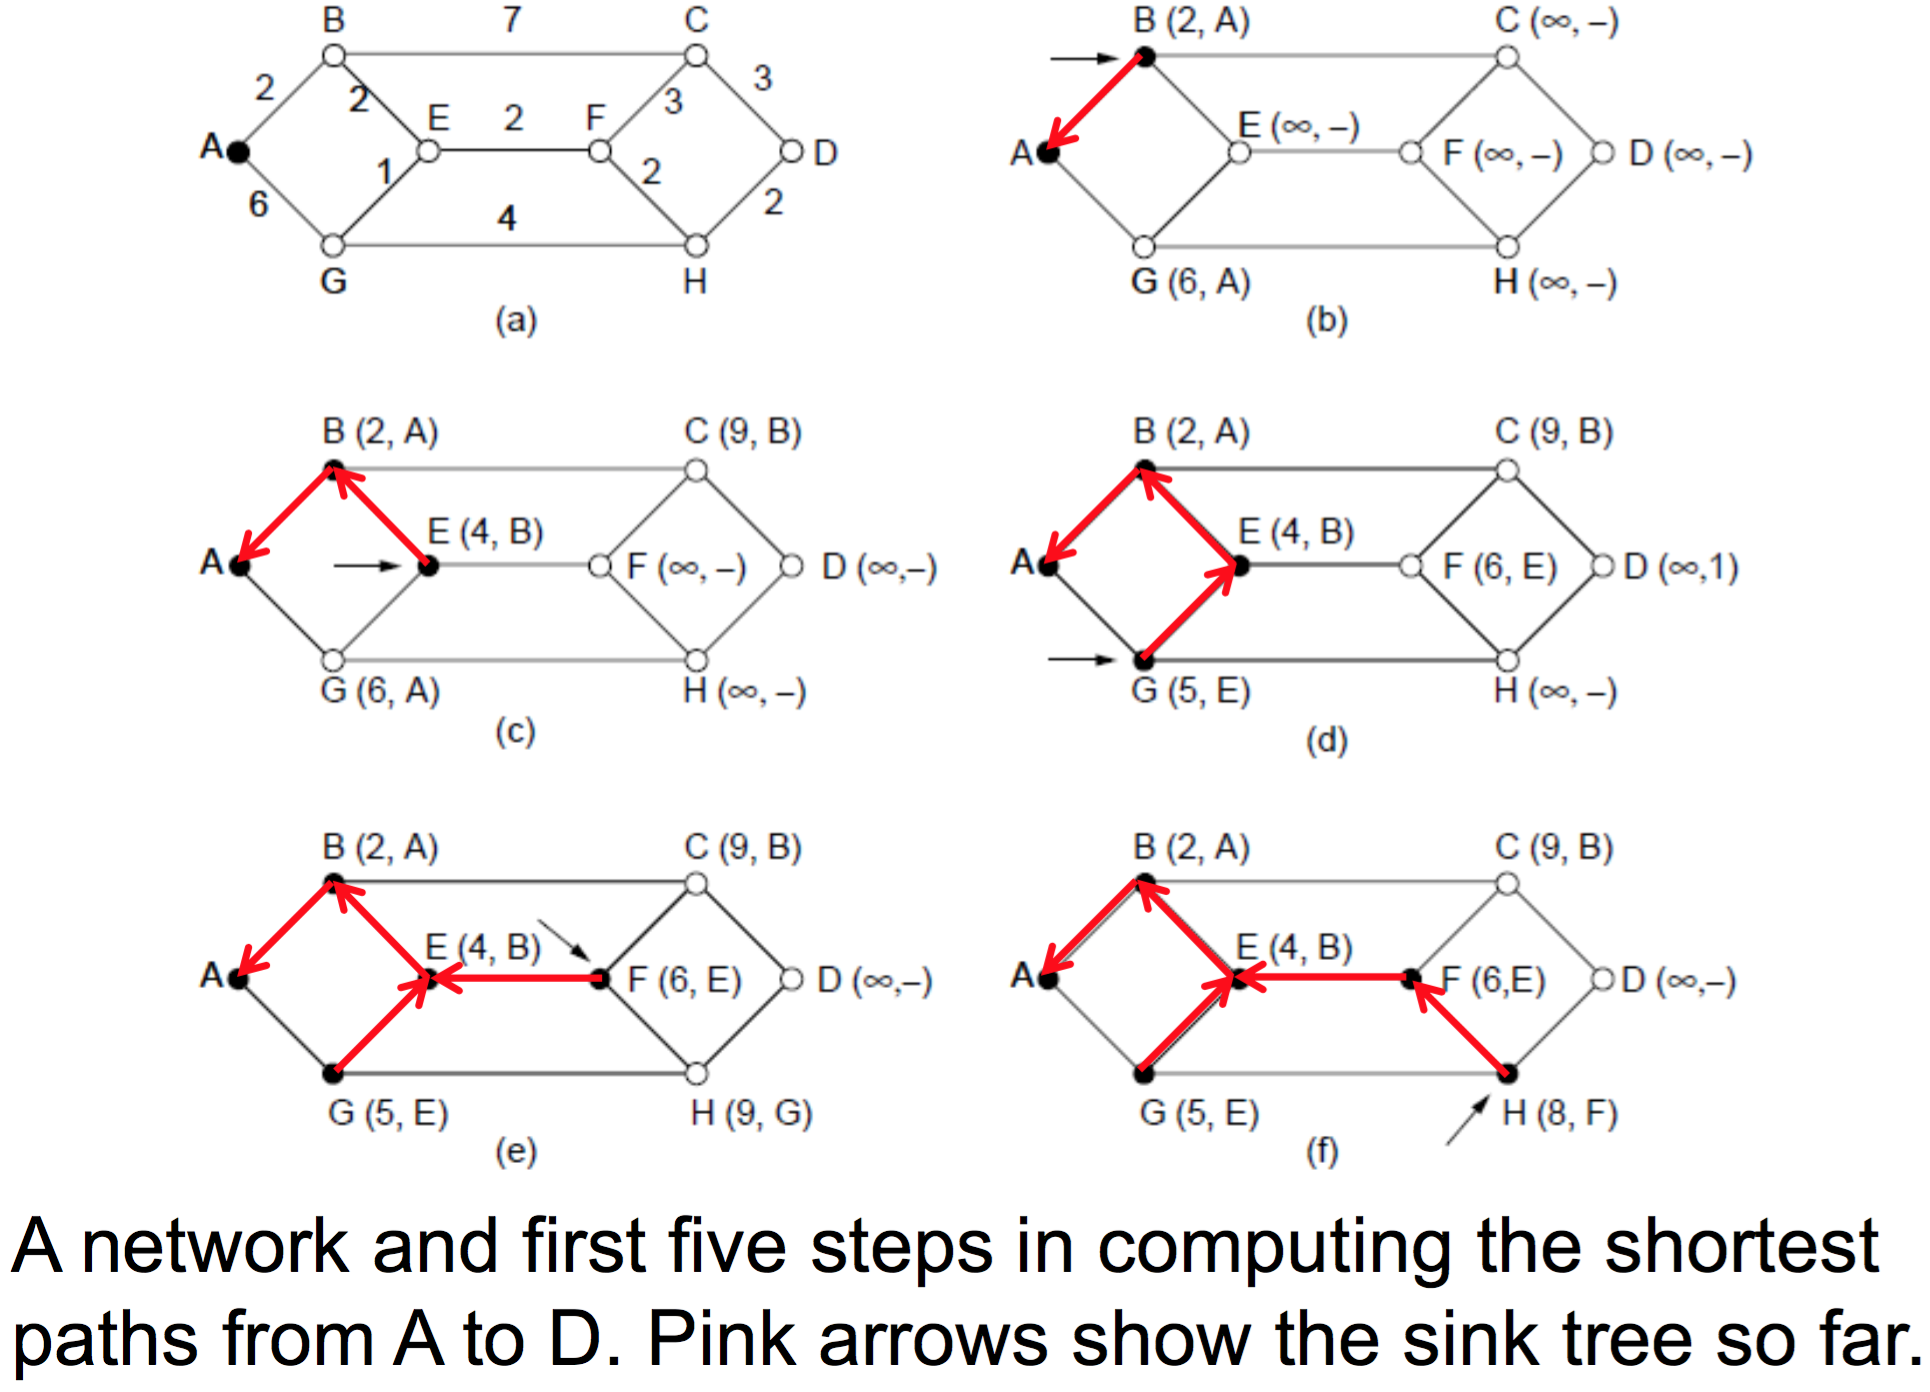 B 7 C
2 2 3 3
A E 2 F D
1 2
6 4 2
G H
(a)
B (2, A) C (∞, –)
E (∞, –)
A F (∞, –) D (∞, –)
G (6, A) H (∞, –)
(b)
B (2, A) C (9, B)
E (4, B)
A F (∞, –) D (∞,–)
G (6, A) H (∞, –)
(c)
B (2, A) C (9, B)
E (4, B)
A F (6, E) D (∞,1)
G (5, E) H (∞, –)
(d)
B (2, A) C (9, B)
E (4, B)
A F (6, E) D (∞,–)
G (5, E) H (9, G)
(e)
B (2, A) C (9, B)
E (4, B)
A F (6,E) D (∞,–)
G (5, E) H (8, F)
(f)
A network and first five steps in computing the shortest
paths from A to D. Pink arrows show the sink tree so far.